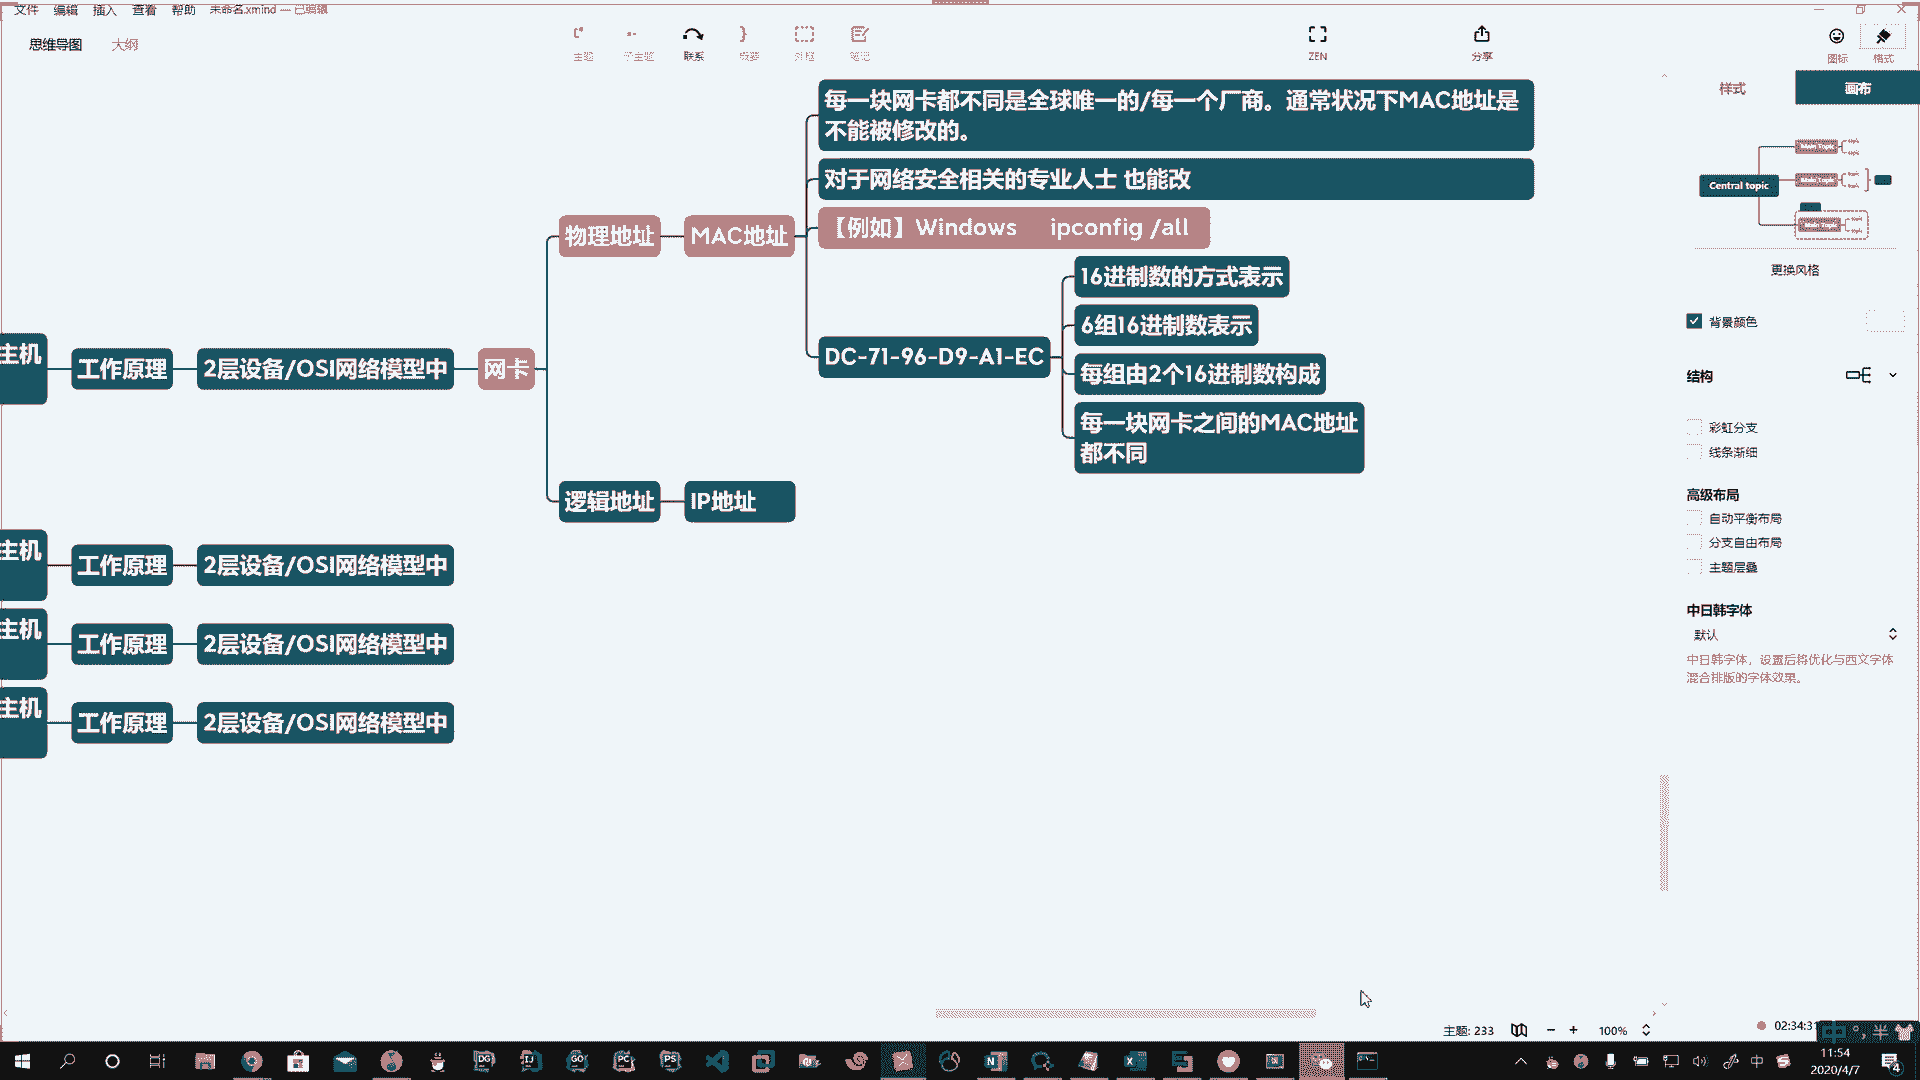 文件 编辑 插入 查看 帮助 未命名.xmind — 已编辑
思维导图 大纲
主题 子主题 联系 概要 外框 笔记 ZEN 分享 图标 格式
样式 画布
每一块网卡都不同是全球唯一的/每一个厂商。通常状况下MAC地址是
不能被修改的。
对于网络安全相关的专业人士 也能改
【例如】Windows ipconfig /all
物理地址 MAC地址
16进制数的方式表示
6组16进制数表示
DC-71-96-D9-A1-EC
每组由2个16进制数构成
每一块网卡之间的MAC地址
都不同
主机 工作原理 2层设备/OSI网络模型中 网卡
逻辑地址 IP地址
主机 工作原理 2层设备/OSI网络模型中
主机 工作原理 2层设备/OSI网络模型中
主机 工作原理 2层设备/OSI网络模型中
Central topic
更换风格
背景颜色
结构
彩虹分支
线条渐细
高级布局
自动平衡布局
分支自由布局
主题层叠
中日韩字体
默认
中日韩字体，设置后将优化与西文字体
混合排版的字体效果。
主题: 233 100% 02:34:31
中 半
DG IJ GO PC PS
中
11:54
2020/4/7
4